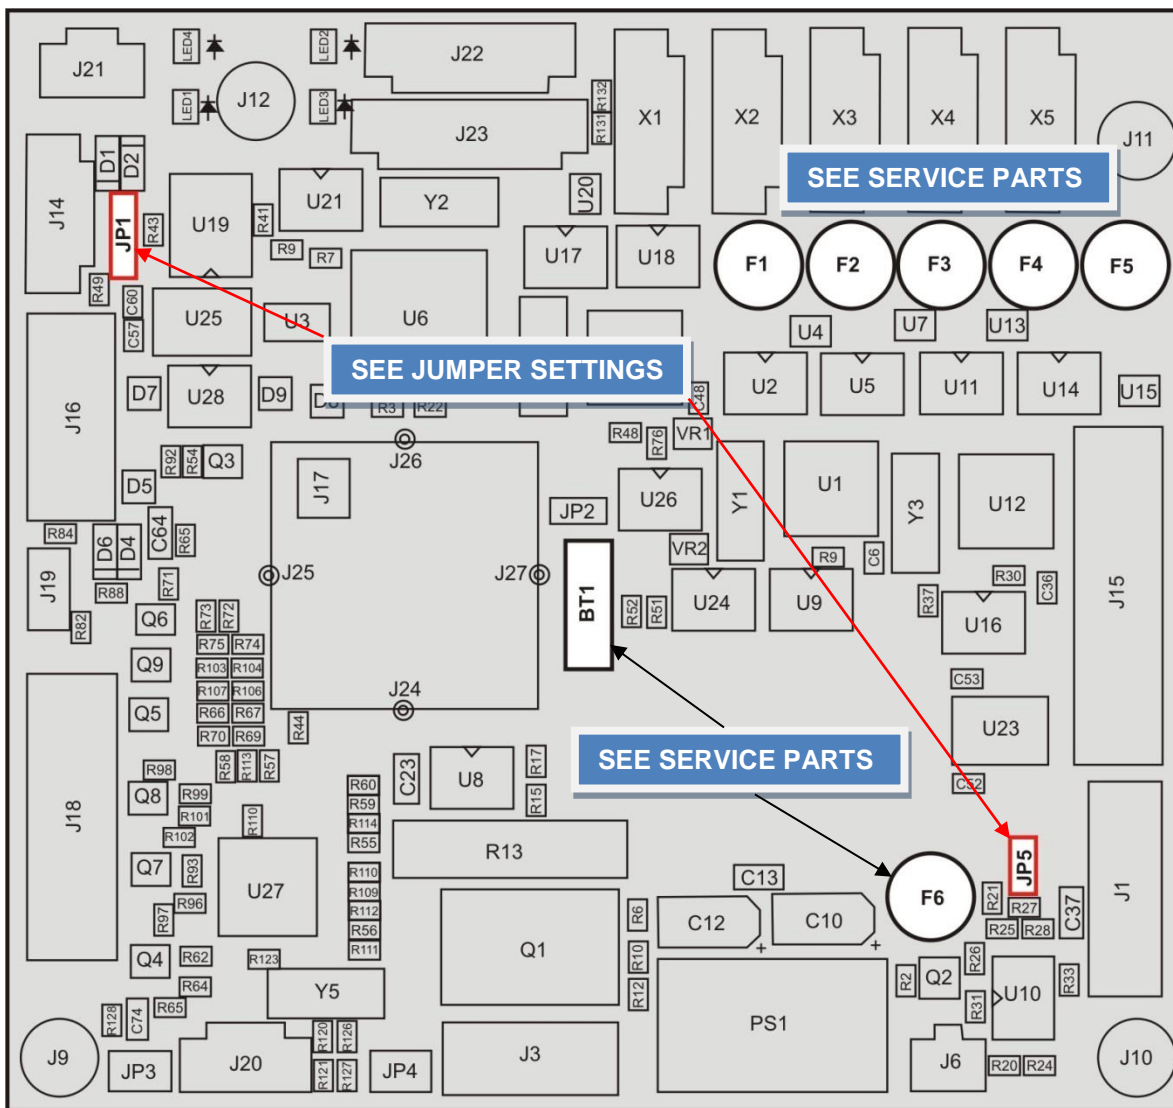 J21
LED4
LED2
J22
J12
LED1
LED3
J23
R132
R131
X1
X2
X3
X4
X5
J11
SEE SERVICE PARTS
D1
D2
J14
JP1
R43
U19
R41
U21
Y2
U20
R9
R7
U17
U18
F1
F2
F3
F4
F5
R49
C60
C57
U25
U3
U6
U4
U7
U13
SEE JUMPER SETTINGS
J16
D7
U28
D9
R3
R22
C48
U2
U5
U11
U14
U15
R92
R54
Q3
J26
R48
R76
VR1
D5
J17
JP2
U26
Y1
U1
Y3
U12
R84
D6
D4
C64
R65
VR2
R9
C6
J19
R88
R71
J25
J27
BT1
U24
U9
R30
C36
J15
R82
Q6
R73
R72
R52
R51
R37
U16
R75
R74
Q9
R103
R104
R107
R106
C53
Q5
R66
R67
J24
R44
R70
R69
U23
SEE SERVICE PARTS
J18
R98
R58
R113
R57
R60
C23
U8
R17
C52
Q8
R99
R59
R15
R101
R110
R114
R102
R55
R13
JP5
J1
Q7
R93
U27
R110
C13
F6
R21
R96
R109
R27
R97
R112
R6
C12
+
C10
+
R25
R28
C37
R56
Q1
Q4
R62
R123
R111
R10
R26
R2
Q2
R33
R64
Y5
R12
PS1
R31
U10
R128
C74
R65
R120
R126
J9
JP3
J20
R121
R127
JP4
J3
J6
R20
R24
J10